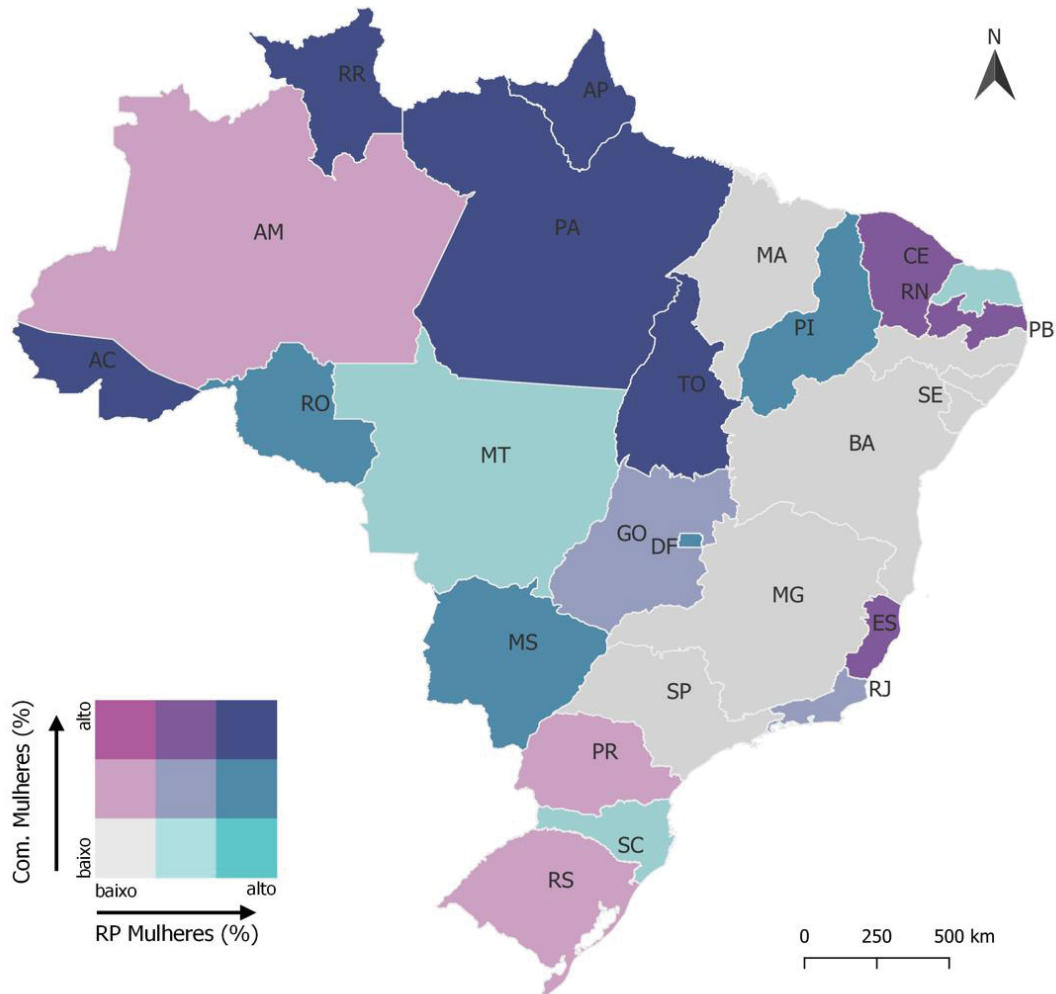 N
RR
AP
AM
PA
MA
CE
RN
PB
PI
AC
TO
RO
SE
BA
MT
GO
DF
MG
MS
ES
SP
RJ
PR
SC
RS
Com. Mulheres (%)
alto
baixo
baixo
alto
RP Mulheres (%)
0 250 500 km